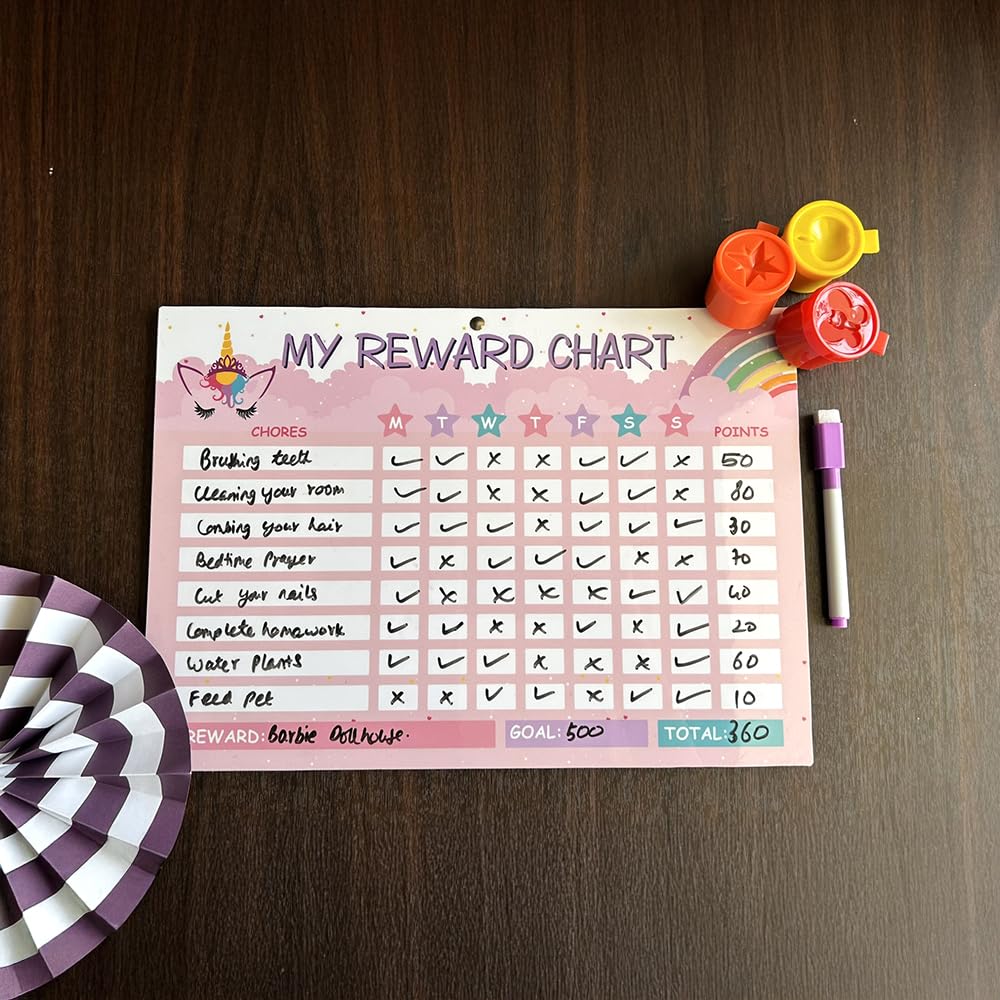 MY REWARD CHART
CHORES M T W T F S S POINTS
Brushing teeth ✓ ✓ × × ✓ ✓ × 50
Cleaning your room ✓ ✓ × × ✓ ✓ × 80
Combing your hair ✓ ✓ ✓ × ✓ ✓ ✓ 30
Bedtime Prayer ✓ × ✓ ✓ ✓ × × 70
Cut your nails ✓ × × × × ✓ ✓ 40
Complete homework ✓ ✓ × × ✓ × ✓ 20
Water Plants ✓ ✓ ✓ × × × ✓ 60
Feed Pet × × ✓ ✓ × ✓ ✓ 10
REWARD: Barbie Dollhouse. GOAL: 500 TOTAL: 360